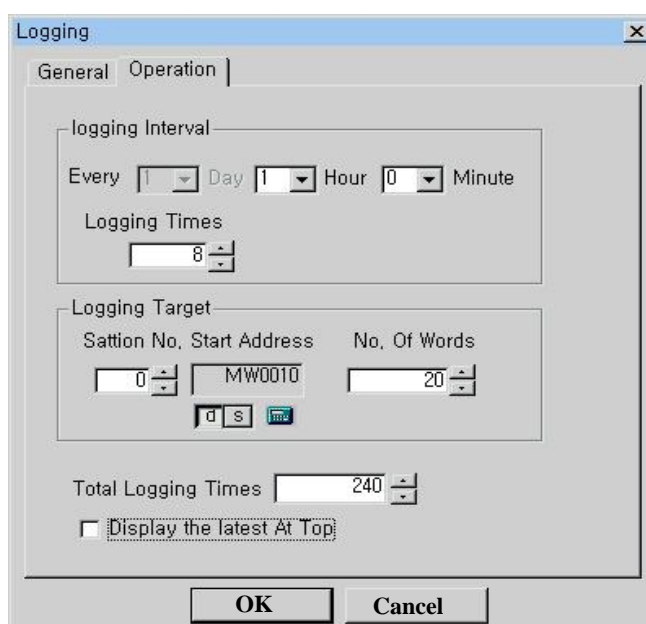 Logging
General Operation
logging Interval
Every 1 Day 1 Hour 0 Minute
Logging Times
8
Logging Target
Sattion No, Start Address No, Of Words
0 MW0010 20
d s
Total Logging Times 240
Display the latest At Top
OK Cancel